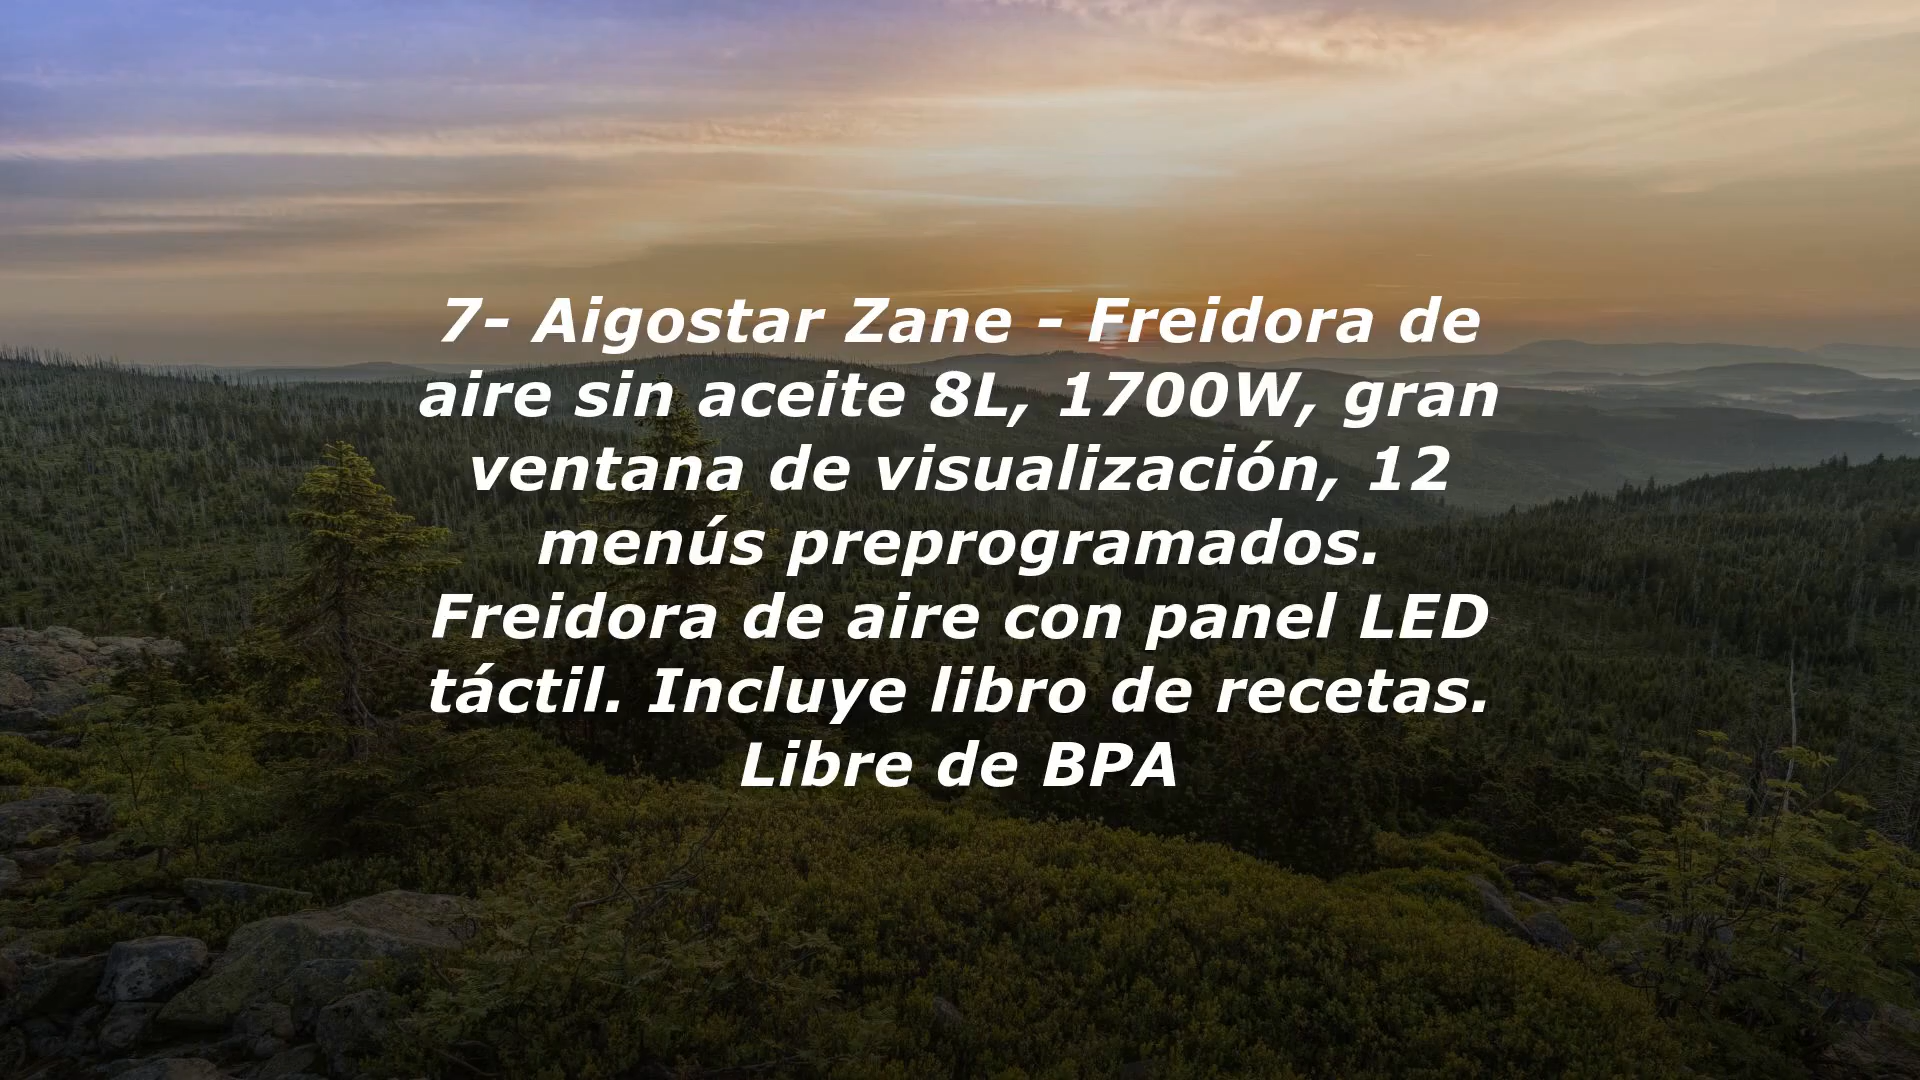 7- Aigostar Zane - Freidora de
aire sin aceite 8L, 1700W, gran
ventana de visualización, 12
menús preprogramados.
Freidora de aire con panel LED
táctil. Incluye libro de recetas.
Libre de BPA